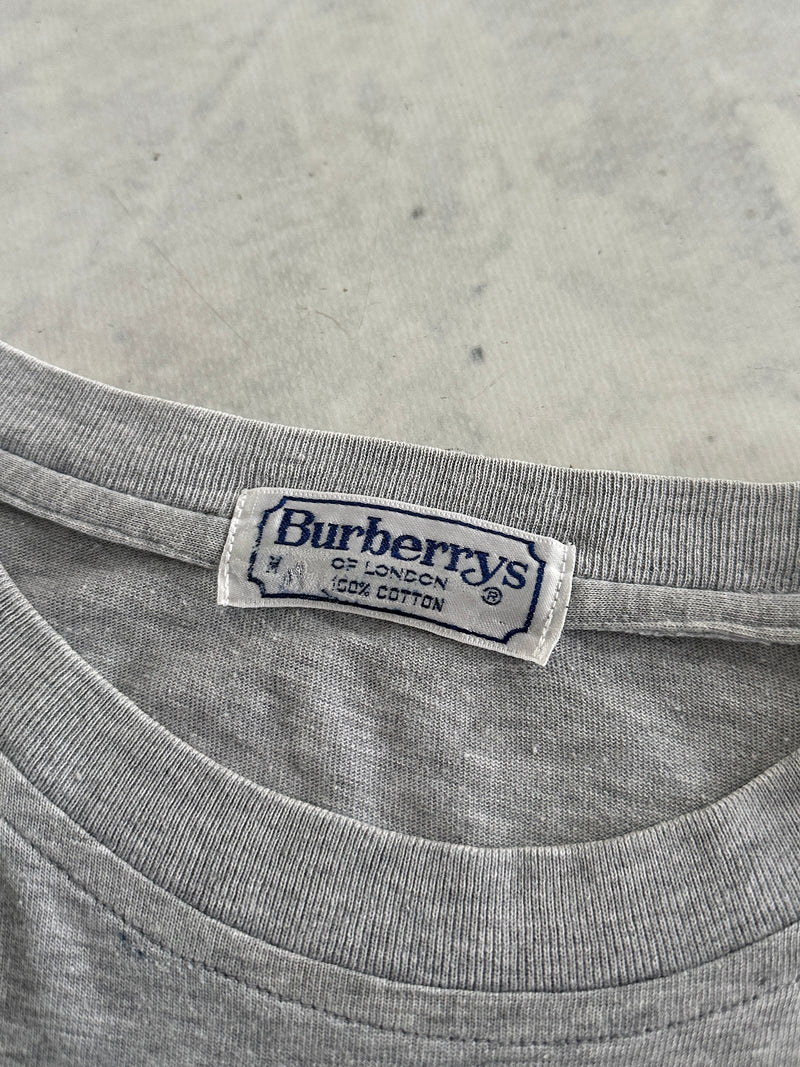 Burberrys
OF LONDON
100% COTTON
®